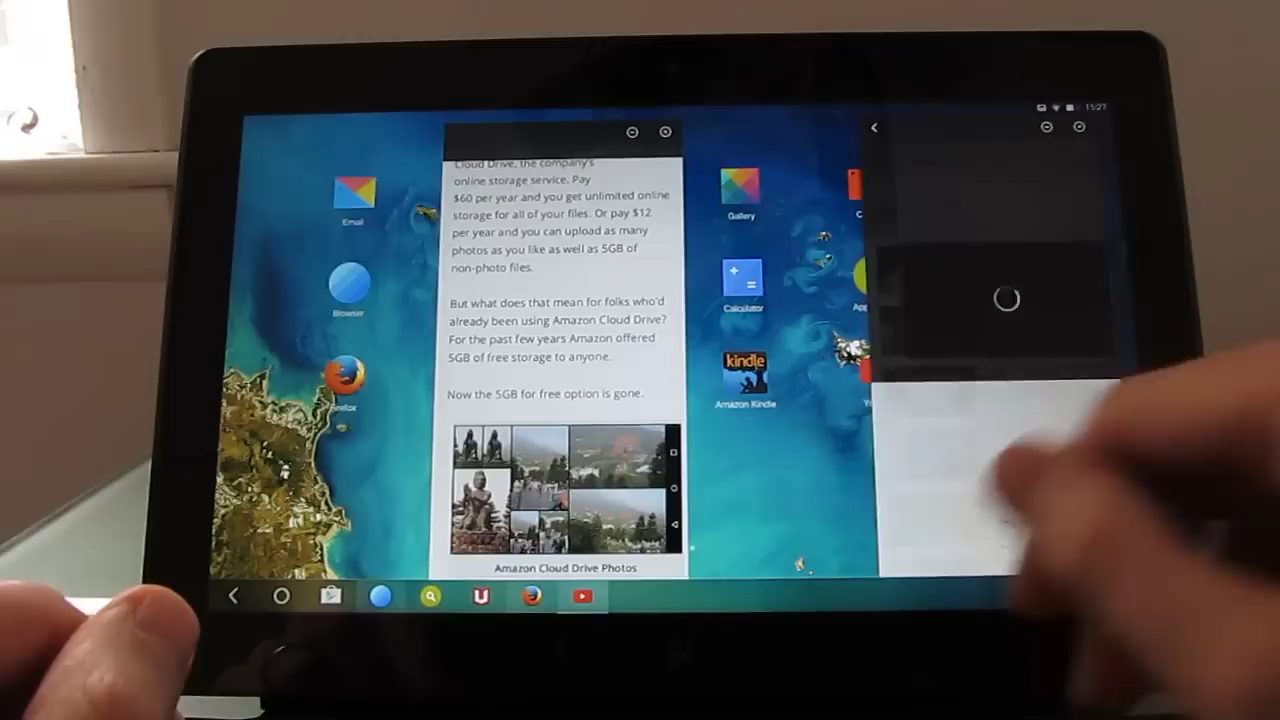 15:27
Email
Browser
Firefox
Cloud Drive, the company's
online storage service. Pay
$60 per year and you get unlimited online
storage for all of your files. Or pay $12
per year and you can upload as many
photos as you like as well as 5GB of
non-photo files.
But what does that mean for folks who'd
already been using Amazon Cloud Drive?
For the past few years Amazon offered
5GB of free storage to anyone.
Now the 5GB for free option is gone.
Amazon Cloud Drive Photos
Gallery
Calculator
kindle
Amazon Kindle
C
Ap
Y